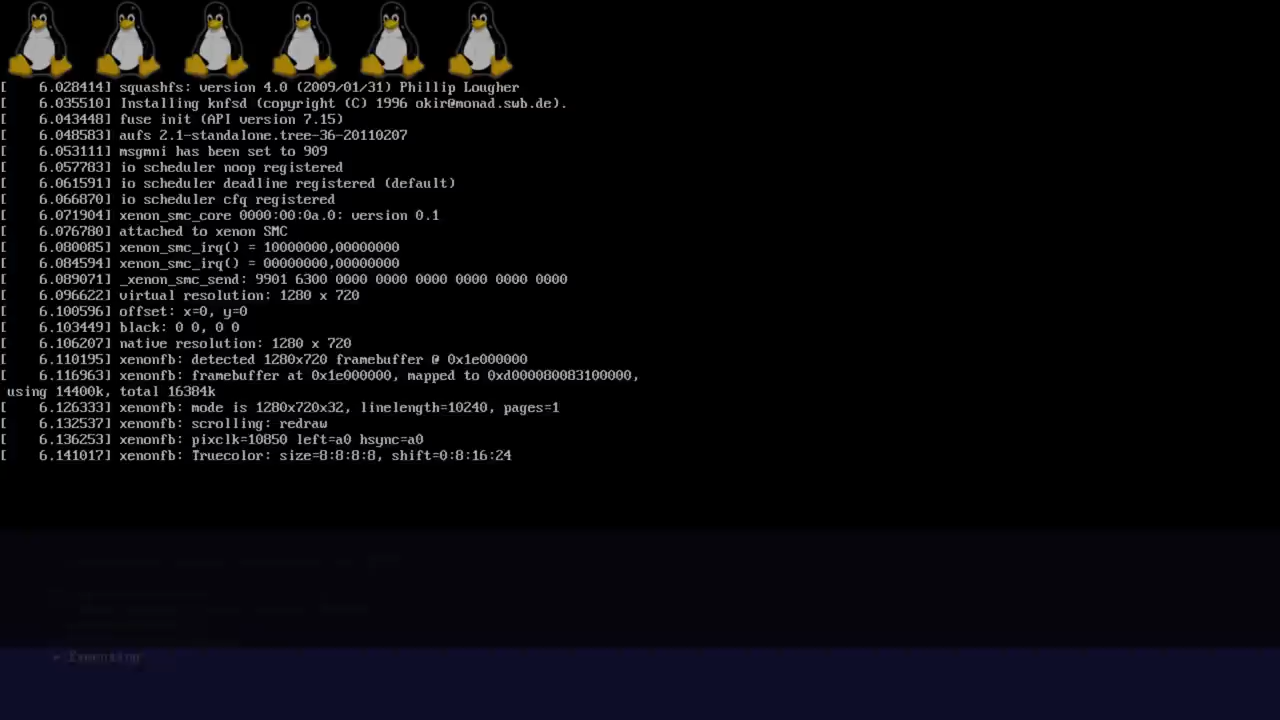 [    6.028414] squashfs: version 4.0 (2009/01/31) Phillip Lougher
[    6.035510] Installing knfsd (copyright (C) 1996 okir@monad.swb.de).
[    6.043448] fuse init (API version 7.15)
[    6.048583] aufs 2.1-standalone.tree-36-20110207
[    6.053111] msgmni has been set to 909
[    6.057783] io scheduler noop registered
[    6.061591] io scheduler deadline registered (default)
[    6.066870] io scheduler cfq registered
[    6.071904] xenon_smc_core 0000:00:0a.0: version 0.1
[    6.076780] attached to xenon SMC
[    6.080085] xenon_smc_irq() = 10000000,00000000
[    6.084594] xenon_smc_irq() = 00000000,00000000
[    6.089071] _xenon_smc_send: 9901 6300 0000 0000 0000 0000 0000 0000
[    6.096622] virtual resolution: 1280 x 720
[    6.100596] offset: x=0, y=0
[    6.103449] black: 0 0, 0 0
[    6.106207] native resolution: 1280 x 720
[    6.110195] xenonfb: detected 1280x720 framebuffer @ 0x1e000000
[    6.116963] xenonfb: framebuffer at 0x1e000000, mapped to 0xd000080083100000,
 using 14400k, total 16384k
[    6.126333] xenonfb: mode is 1280x720x32, linelength=10240, pages=1
[    6.132537] xenonfb: scrolling: redraw
[    6.136253] xenonfb: pixclk=10850 left=a0 hsync=a0
[    6.141017] xenonfb: Truecolor: size=8:8:8:8, shift=0:8:16:24
Executing